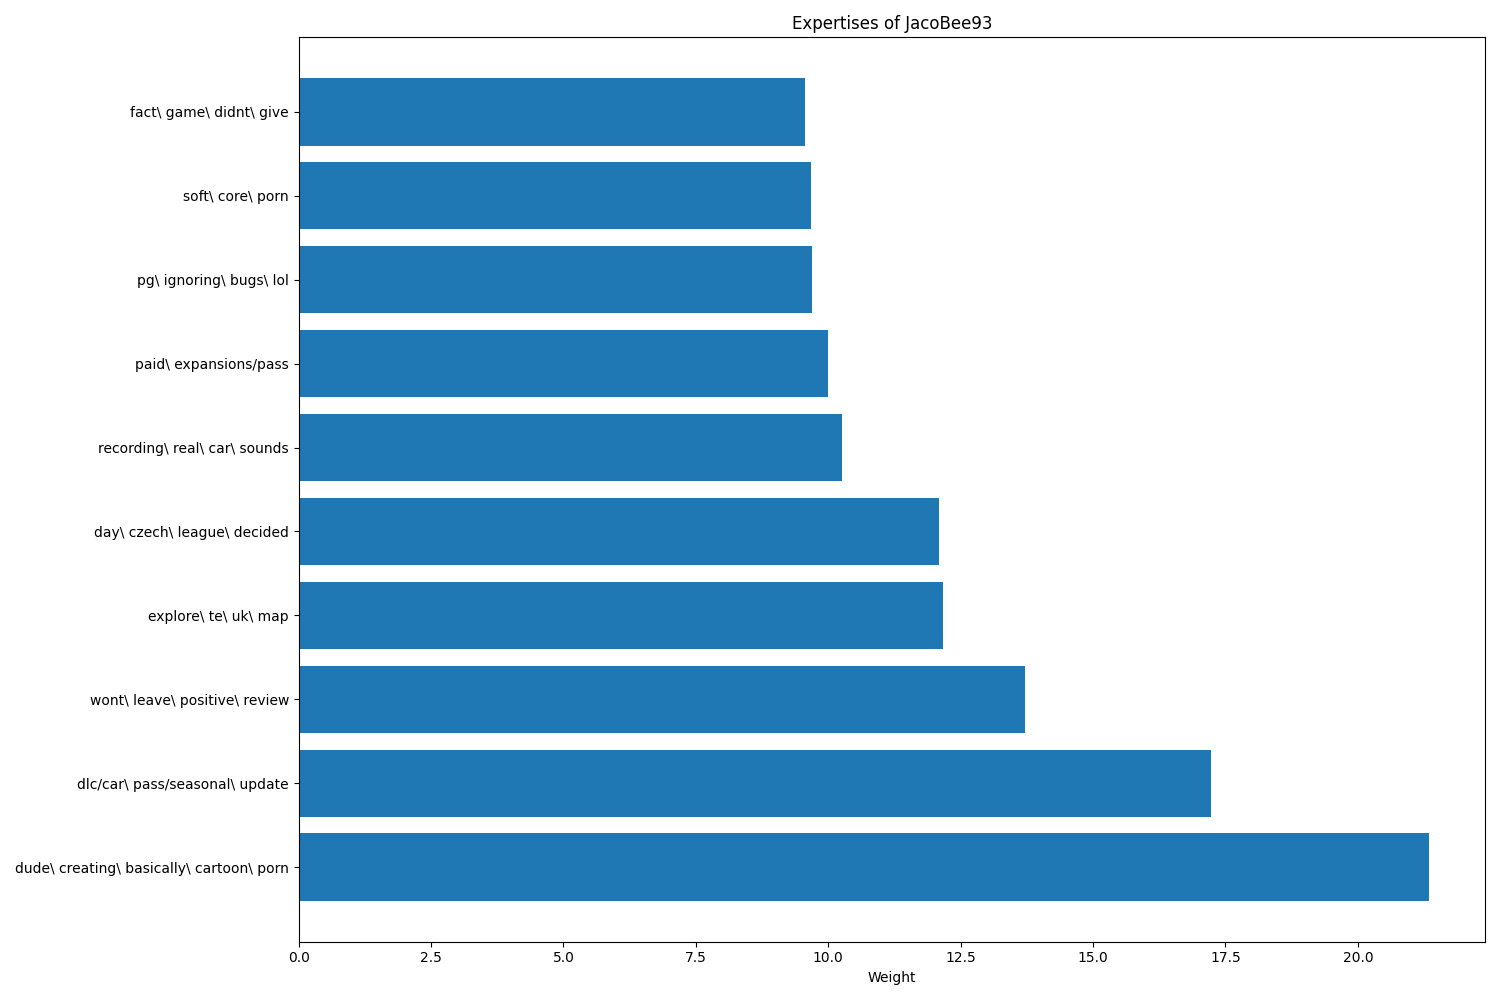 Expertises of JacoBee93
fact\ game\ didnt\ give
soft\ core\ porn
pg\ ignoring\ bugs\ lol
paid\ expansions/pass
recording\ real\ car\ sounds
day\ czech\ league\ decided
explore\ te\ uk\ map
wont\ leave\ positive\ review
dlc/car\ pass/seasonal\ update
dude\ creating\ basically\ cartoon\ porn
0.0 2.5 5.0 7.5 10.0 12.5 15.0 17.5 20.0
Weight